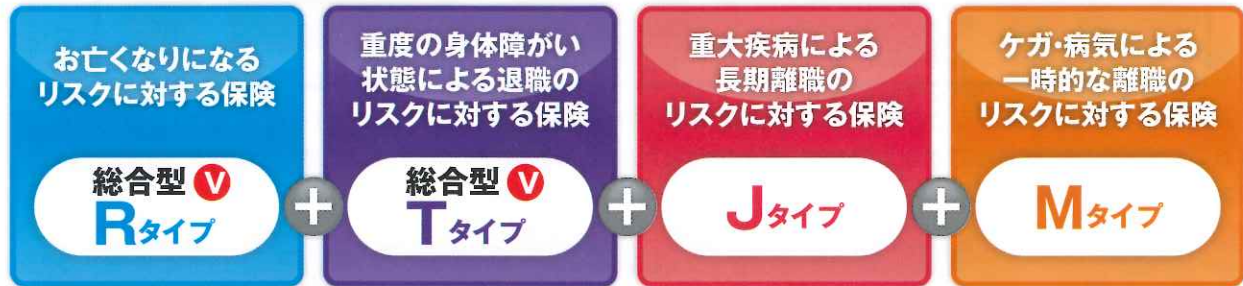 お亡くなりになる
リスクに対する保険
総合型 V
Rタイプ
+
重度の身体障がい
状態による退職の
リスクに対する保険
総合型 V
Tタイプ
+
重大疾病による
長期離職の
リスクに対する保険
Jタイプ
+
ケガ・病気による
一時的な離職の
リスクに対する保険
Mタイプ